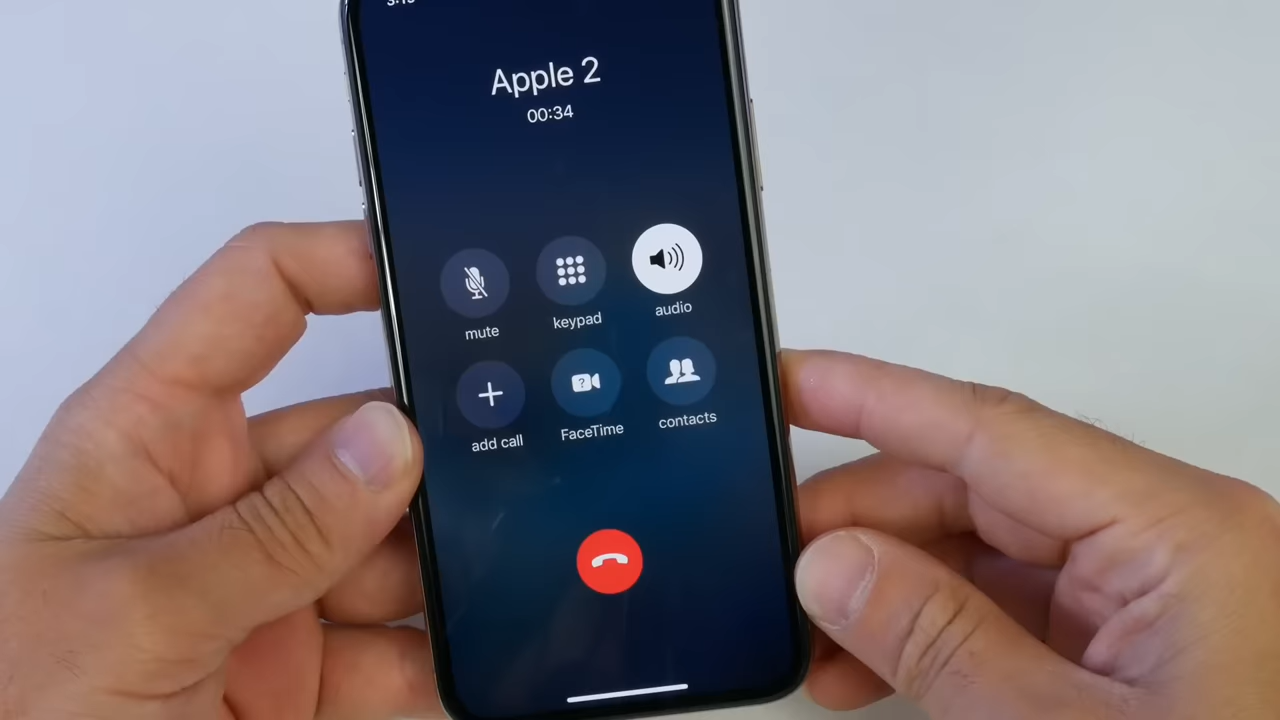 Apple 2
00:34
mute
keypad
audio
add call
FaceTime
contacts